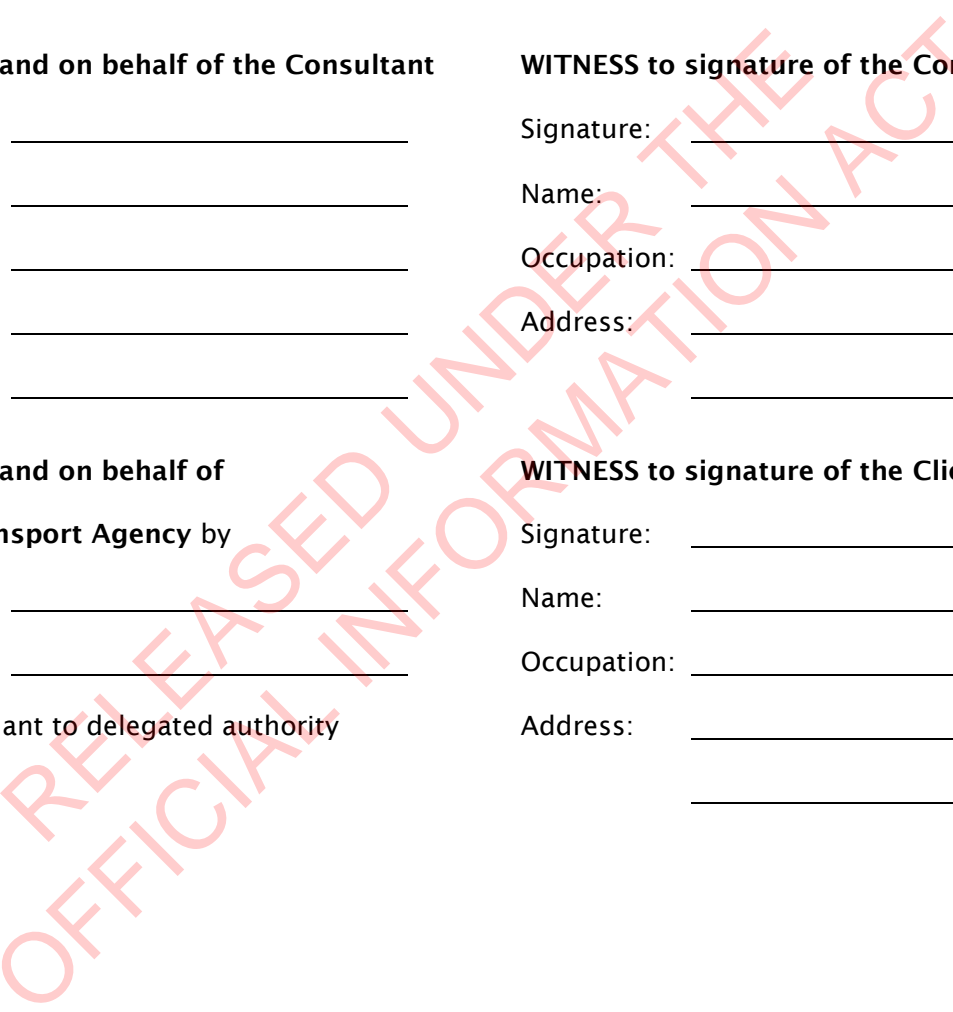 and on behalf of the Consultant
WITNESS to signature of the Con
Signature:
Name:
Occupation:
Address:
and on behalf of
nsport Agency by
ant to delegated authority
WITNESS to signature of the Clie
Signature:
Name:
Occupation:
Address:
RELEASED UNDER THE
OFFICIAL INFORMATION ACT